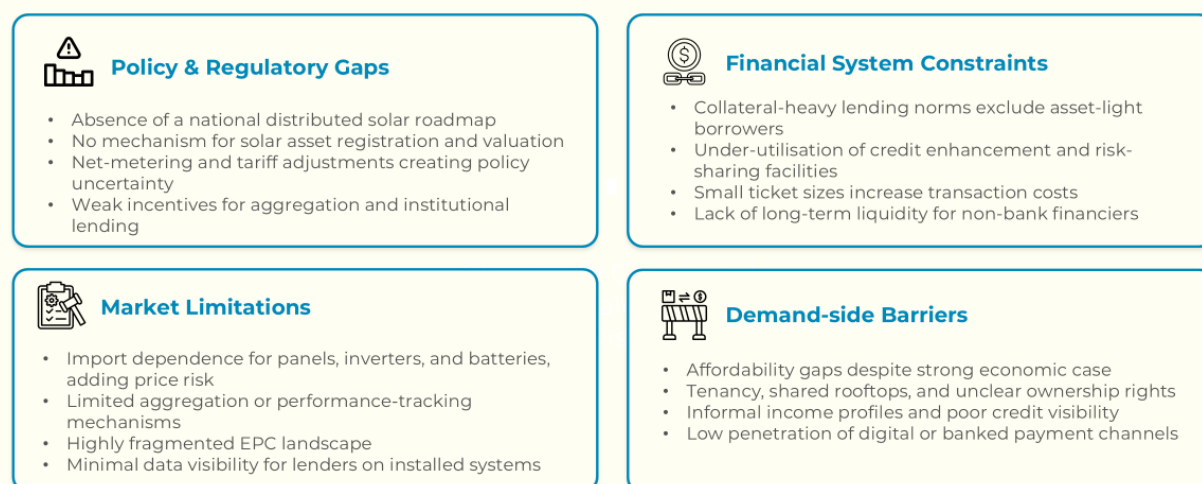 Policy & Regulatory Gaps
• Absence of a national distributed solar roadmap
• No mechanism for solar asset registration and valuation
• Net-metering and tariff adjustments creating policy
uncertainty
• Weak incentives for aggregation and institutional
lending
Financial System Constraints
• Collateral-heavy lending norms exclude asset-light
borrowers
• Under-utilisation of credit enhancement and risk-
sharing facilities
• Small ticket sizes increase transaction costs
• Lack of long-term liquidity for non-bank financiers
Market Limitations
• Import dependence for panels, inverters, and batteries,
adding price risk
• Limited aggregation or performance-tracking
mechanisms
• Highly fragmented EPC landscape
• Minimal data visibility for lenders on installed systems
Demand-side Barriers
• Affordability gaps despite strong economic case
• Tenancy, shared rooftops, and unclear ownership rights
• Informal income profiles and poor credit visibility
• Low penetration of digital or banked payment channels